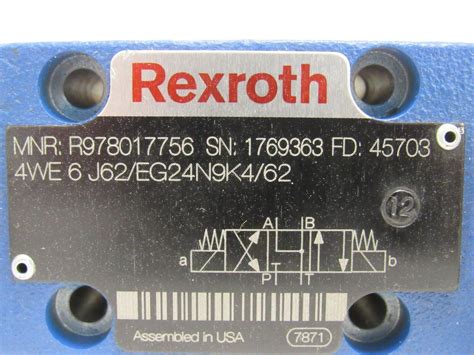 Rexroth
MNR: R978017756 SN: 1769363 FD: 45703
4WE 6 J62/EG24N9K4/62
12
A B
a b
P T
Assembled in USA 7871